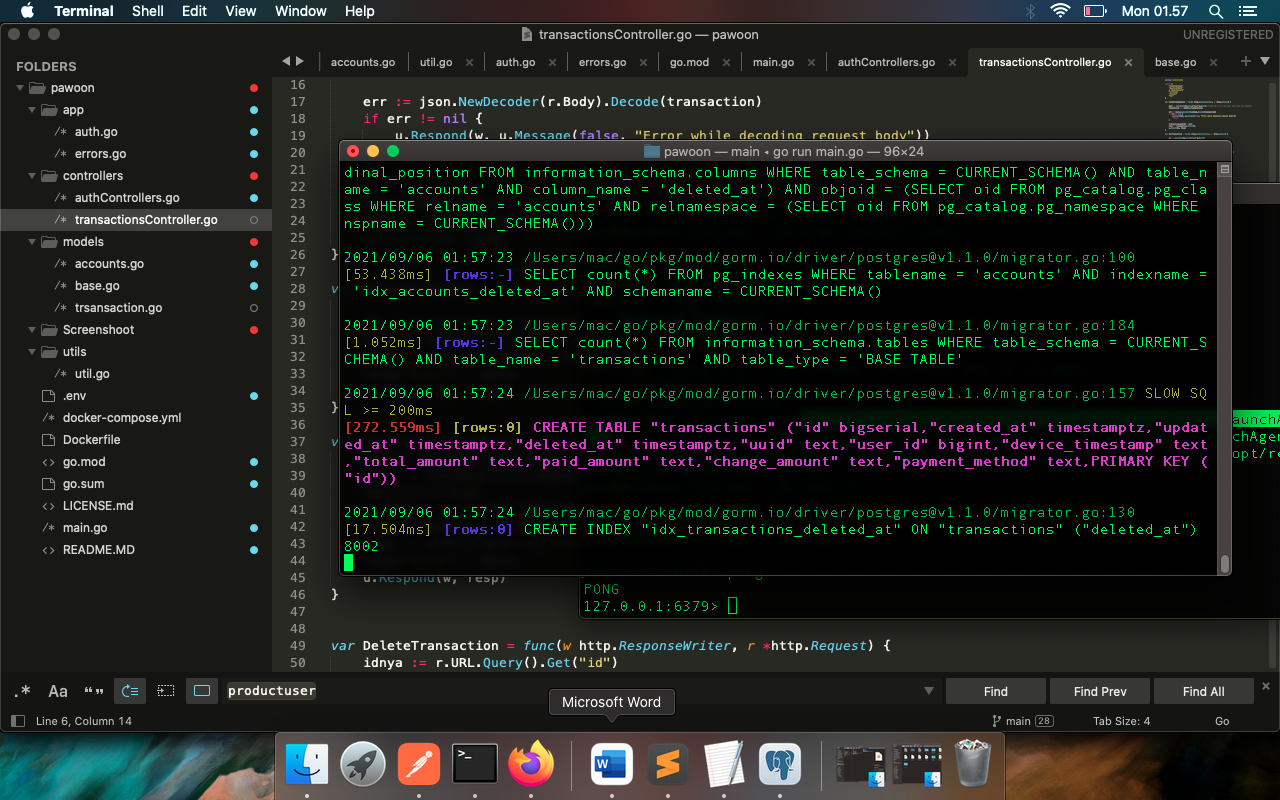 Terminal Shell Edit View Window Help Mon 01.57
transactionsController.go — pawoon UNREGISTERED
FOLDERS
pawoon
app
/* auth.go
/* errors.go
controllers
/* authControllers.go
/* transactionsController.go
models
/* accounts.go
/* base.go
/* trsansaction.go
Screenshoot
utils
/* util.go
.env
/* docker-compose.yml
Dockerfile
<> go.mod
go.sum
<> LICENSE.md
/* main.go
<> README.MD
accounts.go util.go auth.go errors.go go.mod main.go authControllers.go transactionsController.go base.go
16
17 err := json.NewDecoder(r.Body).Decode(transaction)
18 if err != nil {
19 u.Respond(w, u.Message(false, "Error while decoding request body"))
20
21
22
23
24
25
26 }
27
28 v
29
30
31
32
33
34
35 }
36
37 v
38
39
40
41
42
43
44
45 u.Respond(w, resp)
46 }
47
48
49 var DeleteTransaction = func(w http.ResponseWriter, r *http.Request) {
50 idnya := r.URL.Query().Get("id")
pawoon — main • go run main.go — 96×24
dinal_position FROM information_schema.columns WHERE table_schema = CURRENT_SCHEMA() AND table_n
ame = 'accounts' AND column_name = 'deleted_at') AND objoid = (SELECT oid FROM pg_catalog.pg_cla
ss WHERE relname = 'accounts' AND relnamespace = (SELECT oid FROM pg_catalog.pg_namespace WHERE
nspname = CURRENT_SCHEMA()))
2021/09/06 01:57:23 /Users/mac/go/pkg/mod/gorm.io/driver/postgres@v1.1.0/migrator.go:100
[53.438ms] [rows:-] SELECT count(*) FROM pg_indexes WHERE tablename = 'accounts' AND indexname =
'idx_accounts_deleted_at' AND schemaname = CURRENT_SCHEMA()
2021/09/06 01:57:23 /Users/mac/go/pkg/mod/gorm.io/driver/postgres@v1.1.0/migrator.go:184
[1.052ms] [rows:-] SELECT count(*) FROM information_schema.tables WHERE table_schema = CURRENT_S
CHEMA() AND table_name = 'transactions' AND table_type = 'BASE TABLE'
2021/09/06 01:57:24 /Users/mac/go/pkg/mod/gorm.io/driver/postgres@v1.1.0/migrator.go:157 SLOW SQ
L >= 200ms
[272.559ms] [rows:0] CREATE TABLE "transactions" ("id" bigserial,"created_at" timestamptz,"updat
ed_at" timestamptz,"deleted_at" timestamptz,"uuid" text,"user_id" bigint,"device_timestamp" text
,"total_amount" text,"paid_amount" text,"change_amount" text,"payment_method" text,PRIMARY KEY (
"id"))
2021/09/06 01:57:24 /Users/mac/go/pkg/mod/gorm.io/driver/postgres@v1.1.0/migrator.go:130
[17.504ms] [rows:0] CREATE INDEX "idx_transactions_deleted_at" ON "transactions" ("deleted_at")
8002
aunchA
chAgen
opt/re
PONG
127.0.0.1:6379>
.* Aa “” productuser Find Find Prev Find All
Microsoft Word
Line 6, Column 14 main 28 Tab Size: 4 Go